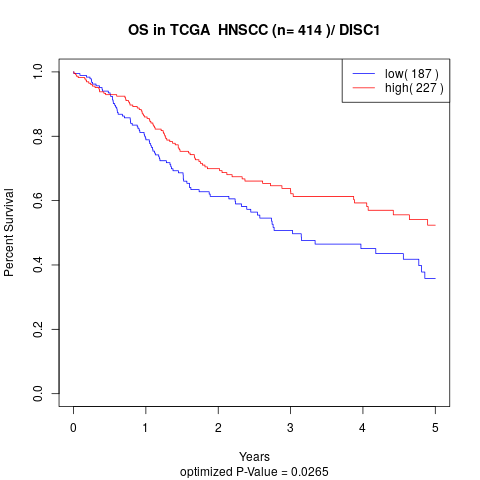 OS in TCGA  HNSCC (n= 414 )/ DISC1
low( 187 )
high( 227 )
Percent Survival
1.0
0.8
0.6
0.4
0.2
0.0
0 1 2 3 4 5
Years
optimized P-Value = 0.0265